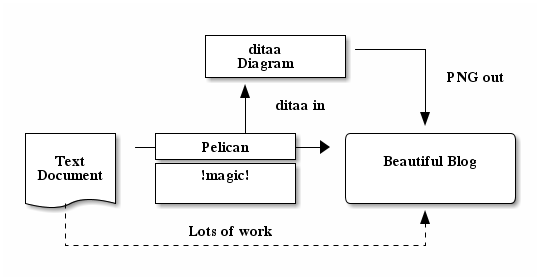 ditaa
Diagram
PNG out
ditaa in
Text
Document
Pelican
!magic!
Beautiful Blog
Lots of work